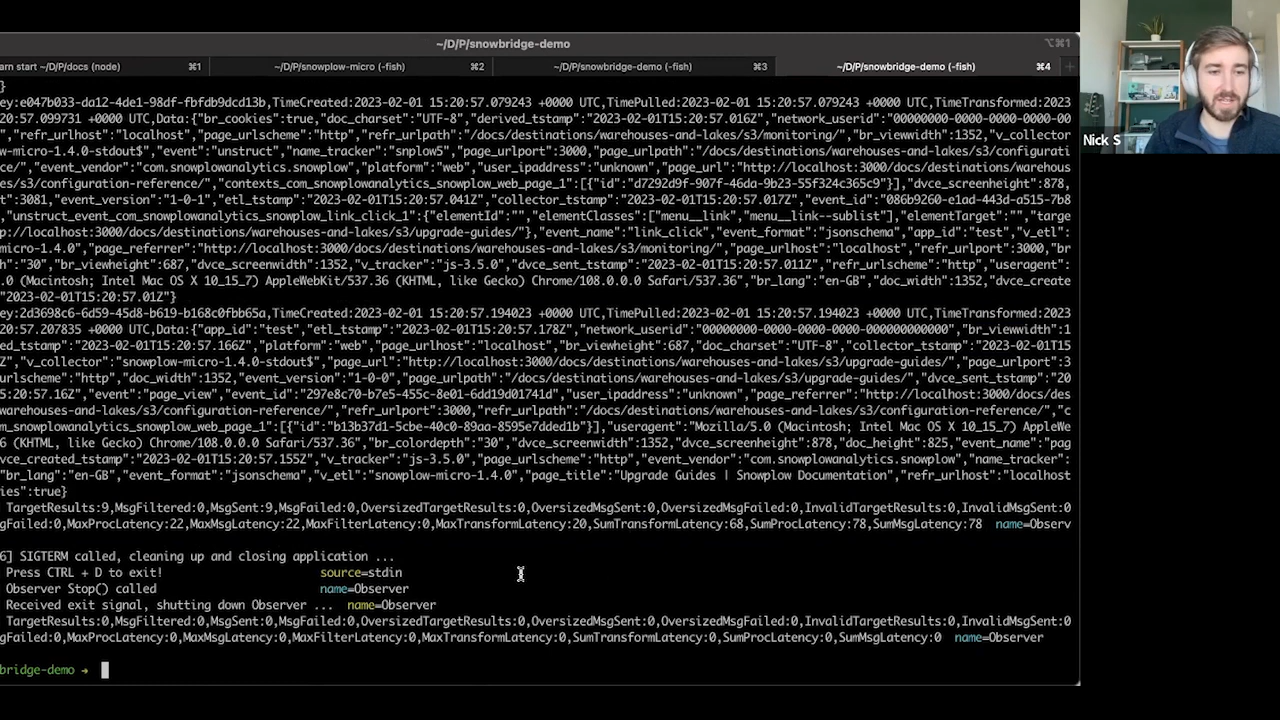 ~/D/P/snowbridge-demo
⌥⌘1
arn start ~/D/P/docs (node)
⌘1
~/D/P/snowplow-micro (-fish)
⌘2
~/D/P/snowbridge-demo (-fish)
⌘3
~/D/P/snowbridge-demo (-fish)
⌘4
+
}
ey:e047b033-da12-4de1-98df-fbfdb9dcd13b,TimeCreated:2023-02-01 15:20:57.079243 +0000 UTC,TimePulled:2023-02-01 15:20:57.079243 +0000 UTC,TimeTransformed:2023
20:57.099731 +0000 UTC,Data:{"br_cookies":true,"doc_charset":"UTF-8","derived_tstamp":"2023-02-01T15:20:57.016Z","network_userid":"00000000-0000-0000-0000-00
","refr_urlhost":"localhost","page_urlscheme":"http","refr_urlpath":"/docs/destinations/warehouses-and-lakes/s3/monitoring/","br_viewwidth":1352,"v_collector
w-micro-1.4.0-stdout$","event":"unstruct","name_tracker":"snplow5","page_urlport":3000,"page_urlpath":"/docs/destinations/warehouses-and-lakes/s3/configurati
ce/","event_vendor":"com.snowplowanalytics.snowplow","platform":"web","user_ipaddress":"unknown","page_url":"http://localhost:3000/docs/destinations/warehous
es/s3/configuration-reference/","contexts_com_snowplowanalytics_snowplow_web_page_1":[{"id":"d7292d9f-907f-46da-9b23-55f324c365c9"}],"dvce_screenheight":878,
t":3081,"event_version":"1-0-1","collector_tstamp":"2023-02-01T15:20:57.041Z","dvce_sent_tstamp":"2023-02-01T15:20:57.017Z","event_id":"086b9260-e1ad-443d-a515-7b8
,"unstruct_event_com_snowplowanalytics_snowplow_link_click_1":{"elementId":"","elementClasses":["menu__link","menu__link--sublist"],"elementTarget":"","targe
p://localhost:3000/docs/destinations/warehouses-and-lakes/s3/upgrade-guides/"},"event_name":"link_click","event_format":"jsonschema","app_id":"test","v_etl":
micro-1.4.0","page_referrer":"http://localhost:3000/docs/destinations/warehouses-and-lakes/s3/monitoring/","page_urlhost":"localhost","refr_urlport":3000,"br
h":"30","br_viewheight":687,"dvce_screenwidth":1352,"v_tracker":"js-3.5.0","dvce_sent_tstamp":"2023-02-01T15:20:57.011Z","refr_urlscheme":"http","useragent":
.0 (Macintosh; Intel Mac OS X 10_15_7) AppleWebKit/537.36 (KHTML, like Gecko) Chrome/108.0.0.0 Safari/537.36","br_lang":"en-GB","doc_width":1352,"dvce_create
"2023-02-01T15:20:57.01Z"}
ey:2d3698c6-6d59-45d8-b619-b168c0fbb65a,TimeCreated:2023-02-01 15:20:57.194023 +0000 UTC,TimePulled:2023-02-01 15:20:57.194023 +0000 UTC,TimeTransformed:2023
20:57.207835 +0000 UTC,Data:{"app_id":"test","etl_tstamp":"2023-02-01T15:20:57.178Z","network_userid":"00000000-0000-0000-0000-000000000000","br_viewwidth":1
ed_tstamp":"2023-02-01T15:20:57.166Z","platform":"web","page_urlhost":"localhost","br_viewheight":687,"doc_charset":"UTF-8","collector_tstamp":"2023-02-01T15
Z","v_collector":"snowplow-micro-1.4.0-stdout$","page_url":"http://localhost:3000/docs/destinations/warehouses-and-lakes/s3/upgrade-guides/","page_urlport":3
urlscheme":"http","doc_width":1352,"event_version":"1-0-0","page_urlpath":"/docs/destinations/warehouses-and-lakes/s3/upgrade-guides/","dvce_sent_tstamp":"20
5:20:57.16Z","event":"page_view","event_id":"297e8c70-b7e5-455c-8e01-6dd19d01741d","user_ipaddress":"unknown","page_referrer":"http://localhost:3000/docs/des
warehouses-and-lakes/s3/configuration-reference/","refr_urlport":3000,"refr_urlpath":"/docs/destinations/warehouses-and-lakes/s3/configuration-reference/","c
m_snowplowanalytics_snowplow_web_page_1":[{"id":"b13b37d1-5cbe-40c0-89aa-8595e7dded1b"}],"useragent":"Mozilla/5.0 (Macintosh; Intel Mac OS X 10_15_7) AppleWe
6 (KHTML, like Gecko) Chrome/108.0.0.0 Safari/537.36","br_colordepth":"30","dvce_screenwidth":1352,"dvce_screenheight":878,"doc_height":825,"event_name":"pag
vce_created_tstamp":"2023-02-01T15:20:57.155Z","v_tracker":"js-3.5.0","page_urlscheme":"http","event_vendor":"com.snowplowanalytics.snowplow","name_tracker":
"br_lang":"en-GB","event_format":"jsonschema","v_etl":"snowplow-micro-1.4.0","page_title":"Upgrade Guides | Snowplow Documentation","refr_urlhost":"localhost
ies":true}
TargetResults:9,MsgFiltered:0,MsgSent:9,MsgFailed:0,OversizedTargetResults:0,OversizedMsgSent:0,OversizedMsgFailed:0,InvalidTargetResults:0,InvalidMsgSent:0
gFailed:0,MaxProcLatency:22,MaxMsgLatency:22,MaxFilterLatency:0,MaxTransformLatency:20,SumTransformLatency:68,SumProcLatency:78,SumMsgLatency:78 name=Observ
6] SIGTERM called, cleaning up and closing application ...
Press CTRL + D to exit! source=stdin
Observer Stop() called name=Observer
Received exit signal, shutting down Observer ... name=Observer
TargetResults:0,MsgFiltered:0,MsgSent:0,MsgFailed:0,OversizedTargetResults:0,OversizedMsgSent:0,OversizedMsgFailed:0,InvalidTargetResults:0,InvalidMsgSent:0
gFailed:0,MaxProcLatency:0,MaxMsgLatency:0,MaxFilterLatency:0,MaxTransformLatency:0,SumTransformLatency:0,SumProcLatency:0,SumMsgLatency:0 name=Observer
bridge-demo →
Nick S